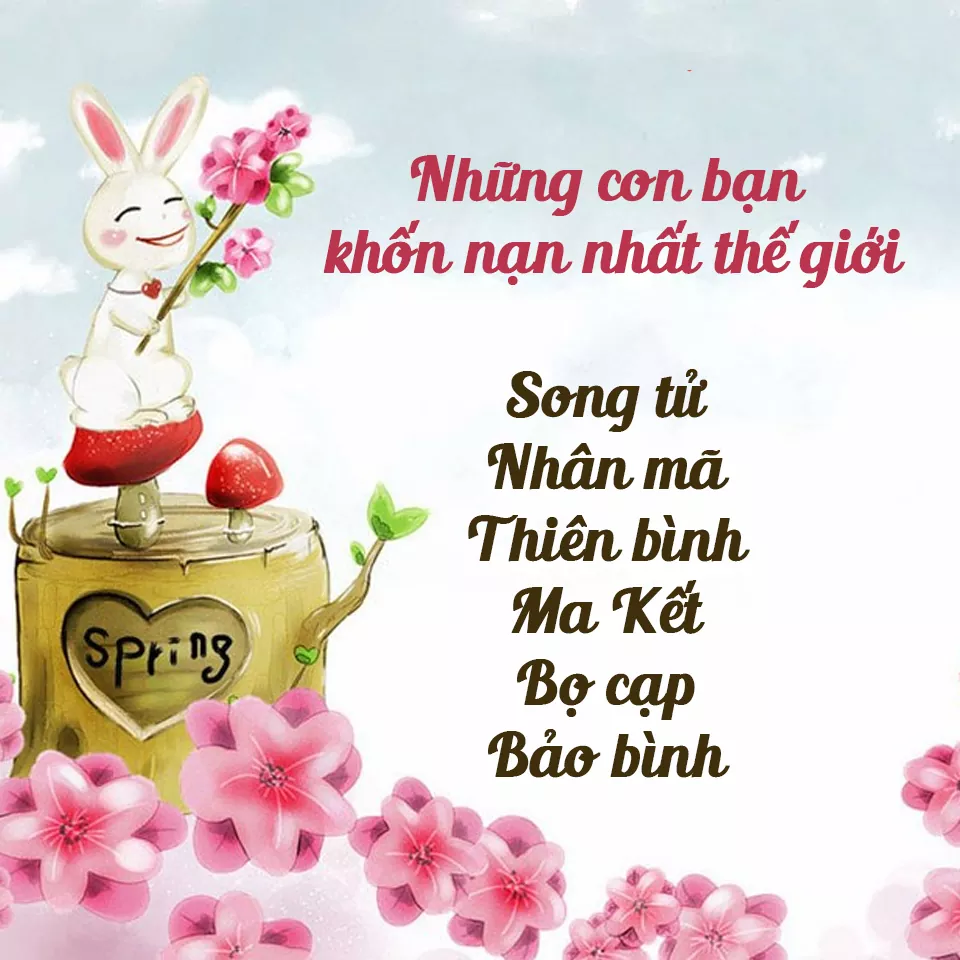 Những con bạn
khốn nạn nhất thế giới
Song tử
Nhân mã
Thiên bình
Ma Kết
Bọ cạp
Bảo bình
Spring